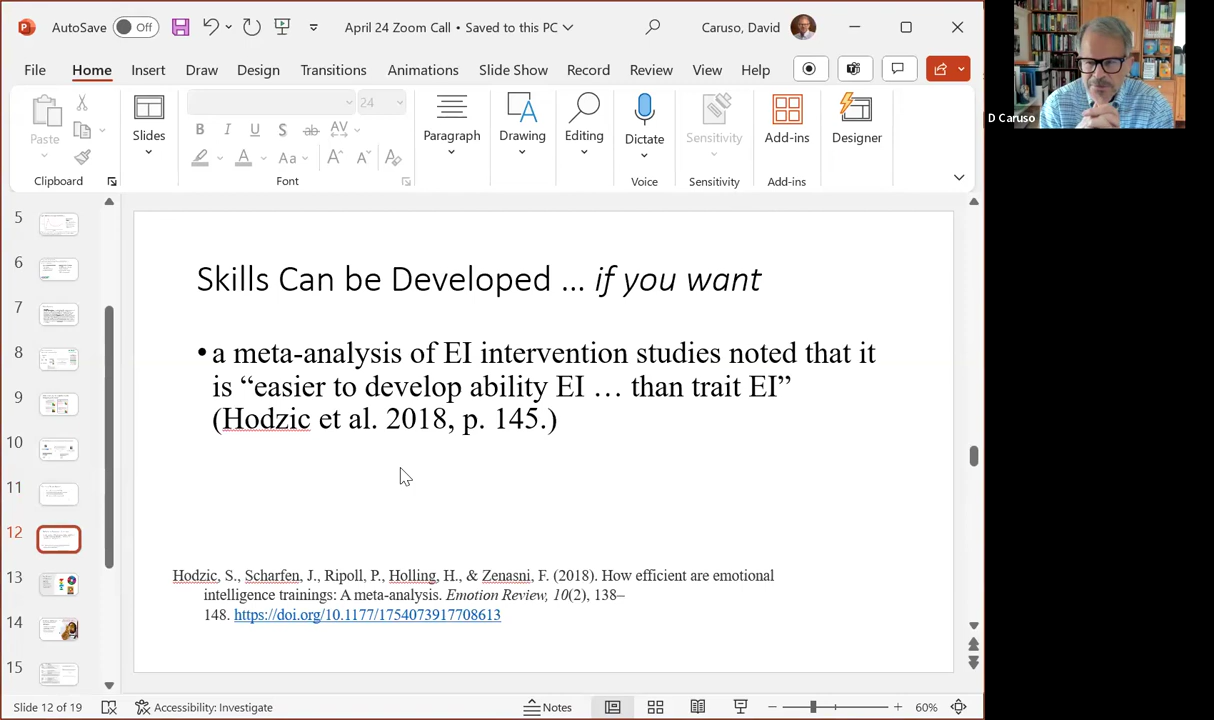 AutoSave Off April 24 Zoom Call • Saved to this PC Caruso, David
File Home Insert Draw Design Transitions Animations Slide Show Record Review View Help
Paste
Slides
24
B I U S ab AV
A Aa A A A
Paragraph
Drawing
Editing
Dictate
Sensitivity
Add-ins
Designer
Clipboard Font Voice Sensitivity Add-ins
D Caruso
5
6
7
8
9
10
11
12
13
14
15
Skills Can be Developed … if you want
• a meta-analysis of EI intervention studies noted that it
is “easier to develop ability EI … than trait EI”
(Hodzic et al. 2018, p. 145.)
Hodzic, S., Scharfen, J., Ripoll, P., Holling, H., & Zenasni, F. (2018). How efficient are emotional
intelligence trainings: A meta-analysis. Emotion Review, 10(2), 138–
148. https://doi.org/10.1177/1754073917708613
Slide 12 of 19 Accessibility: Investigate Notes 60%